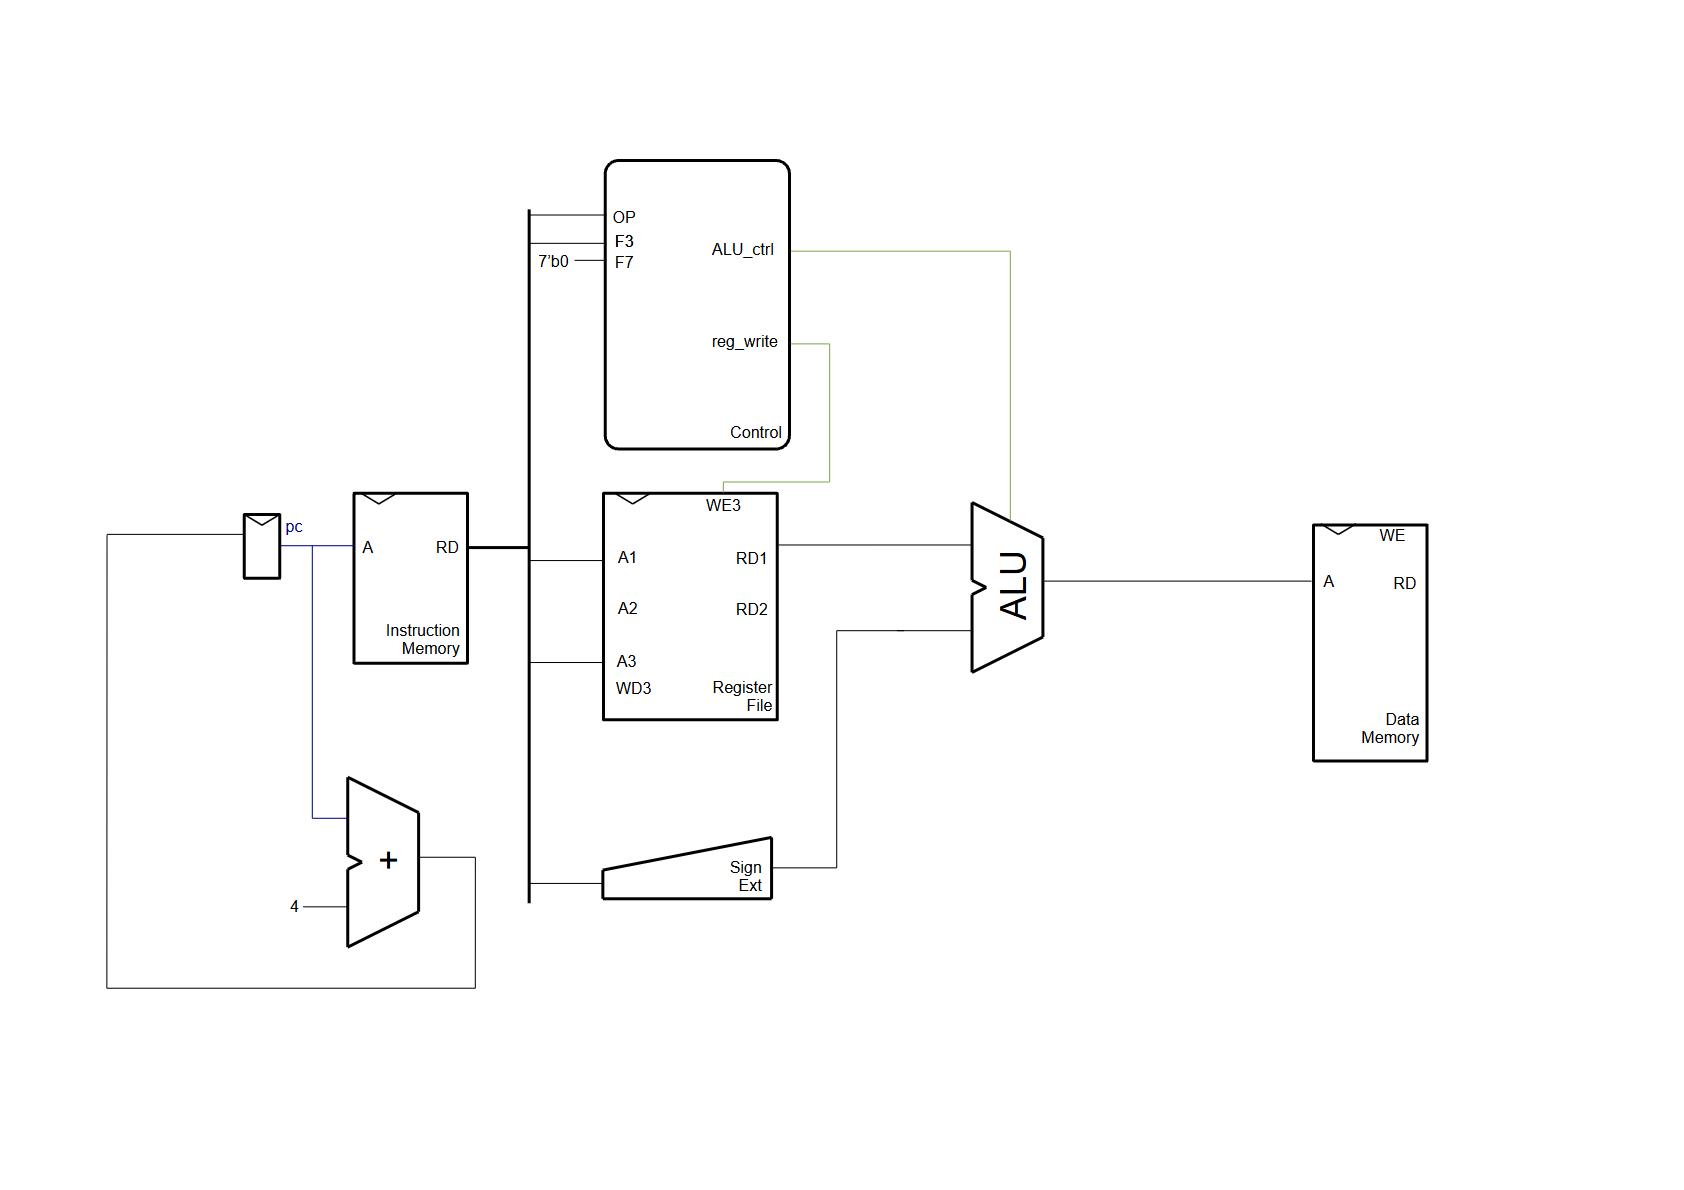 OP
F3
7'b0
F7
ALU_ctrl
reg_write
Control
pc
A
RD
Instruction
Memory
WE3
A1
RD1
A2
RD2
A3
WD3
Register
File
ALU
WE
A
RD
Data
Memory
+
4
Sign
Ext